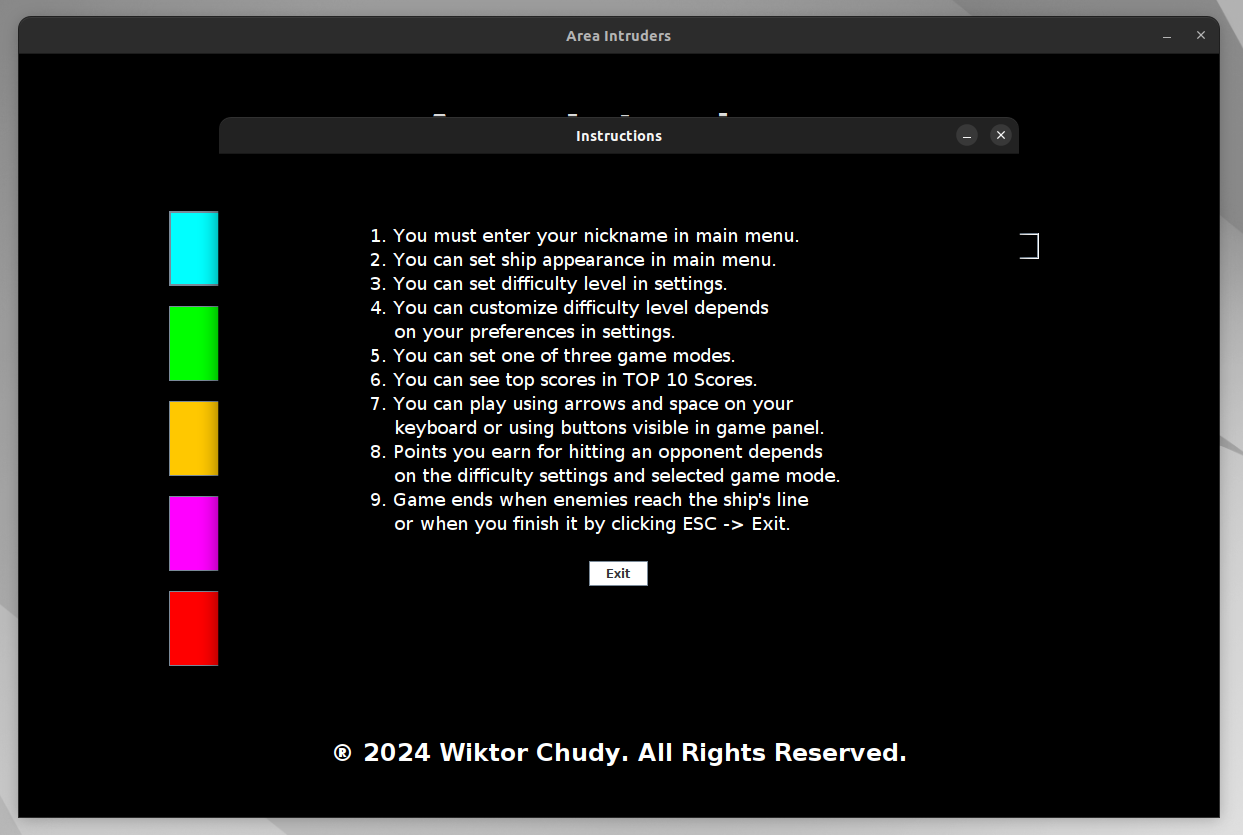 Area Intruders
Instructions
1. You must enter your nickname in main menu.
2. You can set ship appearance in main menu.
3. You can set difficulty level in settings.
4. You can customize difficulty level depends
on your preferences in settings.
5. You can set one of three game modes.
6. You can see top scores in TOP 10 Scores.
7. You can play using arrows and space on your
keyboard or using buttons visible in game panel.
8. Points you earn for hitting an opponent depends
on the difficulty settings and selected game mode.
9. Game ends when enemies reach the ship's line
or when you finish it by clicking ESC -> Exit.
Exit
® 2024 Wiktor Chudy. All Rights Reserved.